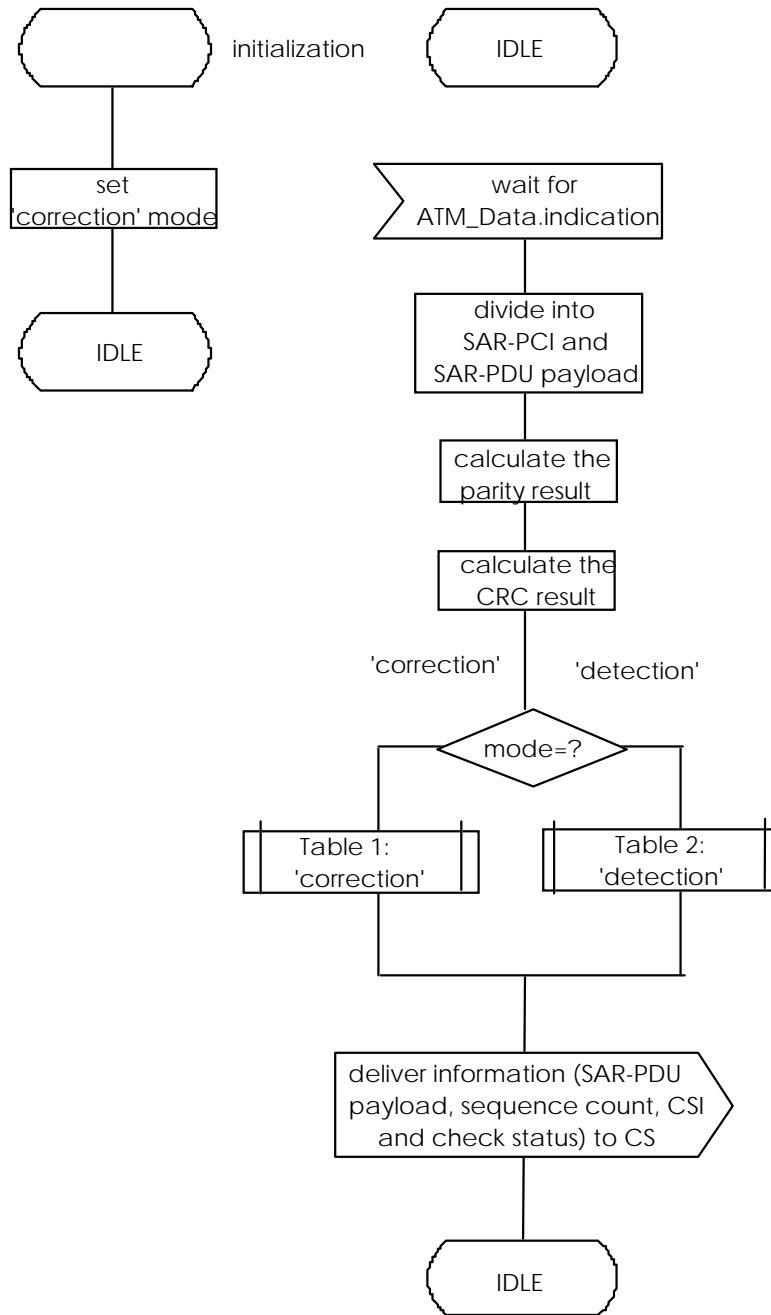 initialization
IDLE
set
'correction' mode
IDLE
wait for
ATM_Data.indication
divide into
SAR-PCI and
SAR-PDU payload
calculate the
parity result
calculate the
CRC result
'correction'
'detection'
mode=?
Table 1:
'correction'
Table 2:
'detection'
deliver information (SAR-PDU
payload, sequence count, CSI
and check status) to CS
IDLE